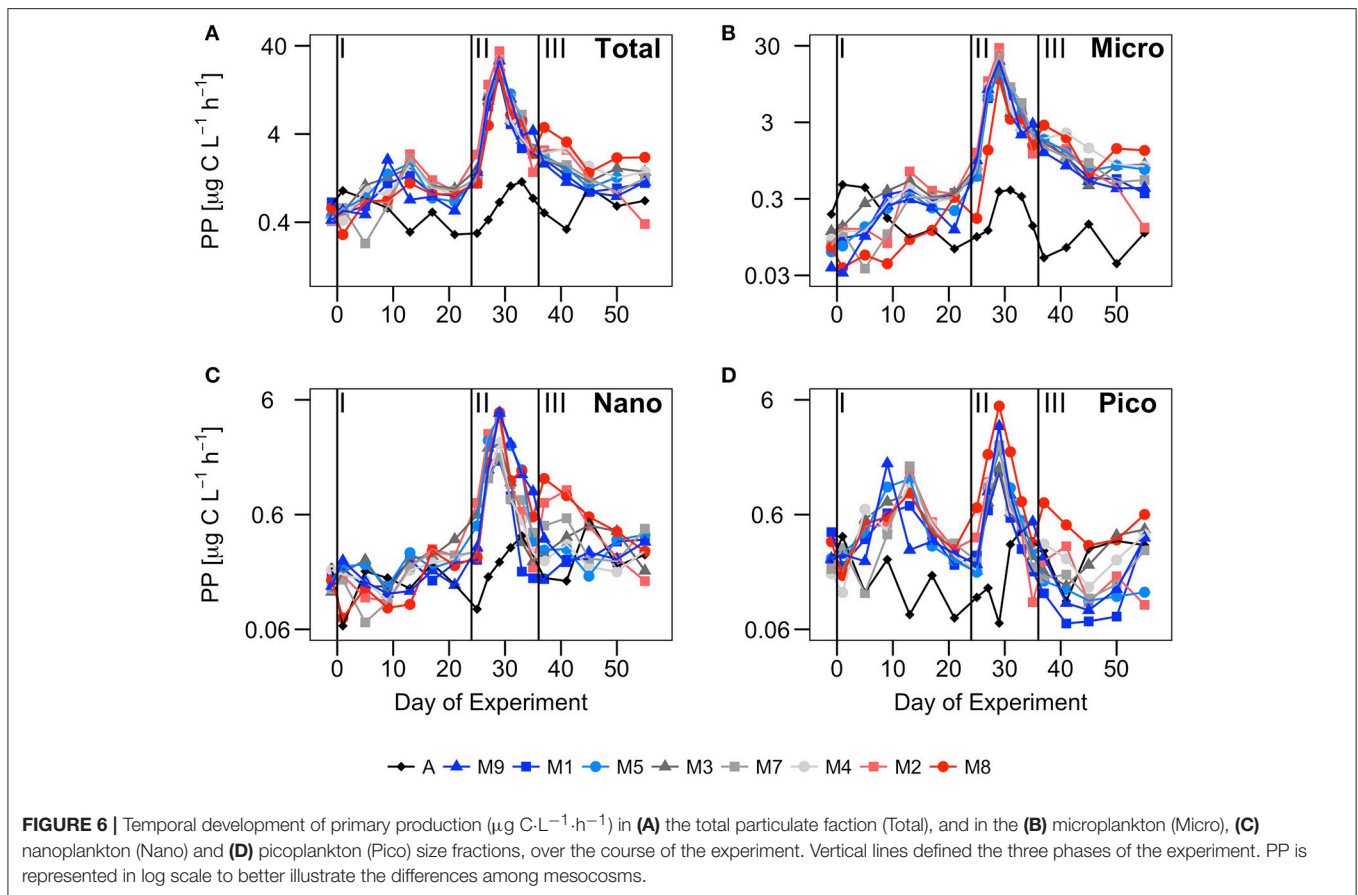 A
I
II
III
Total
40
4
0.4
PP [µg C L⁻¹ h⁻¹]
0 10 20 30 40 50
B
I
II
III
Micro
30
3
0.3
0.03
0 10 20 30 40 50
C
I
II
III
Nano
6
0.6
0.06
PP [µg C L⁻¹ h⁻¹]
0 10 20 30 40 50
Day of Experiment
D
I
II
III
Pico
6
0.6
0.06
0 10 20 30 40 50
Day of Experiment
A M9 M1 M5 M3 M7 M4 M2 M8
FIGURE 6 | Temporal development of primary production (µg C·L⁻¹·h⁻¹) in (A) the total particulate faction (Total), and in the (B) microplankton (Micro), (C)
nanoplankton (Nano) and (D) picoplankton (Pico) size fractions, over the course of the experiment. Vertical lines defined the three phases of the experiment. PP is
represented in log scale to better illustrate the differences among mesocosms.